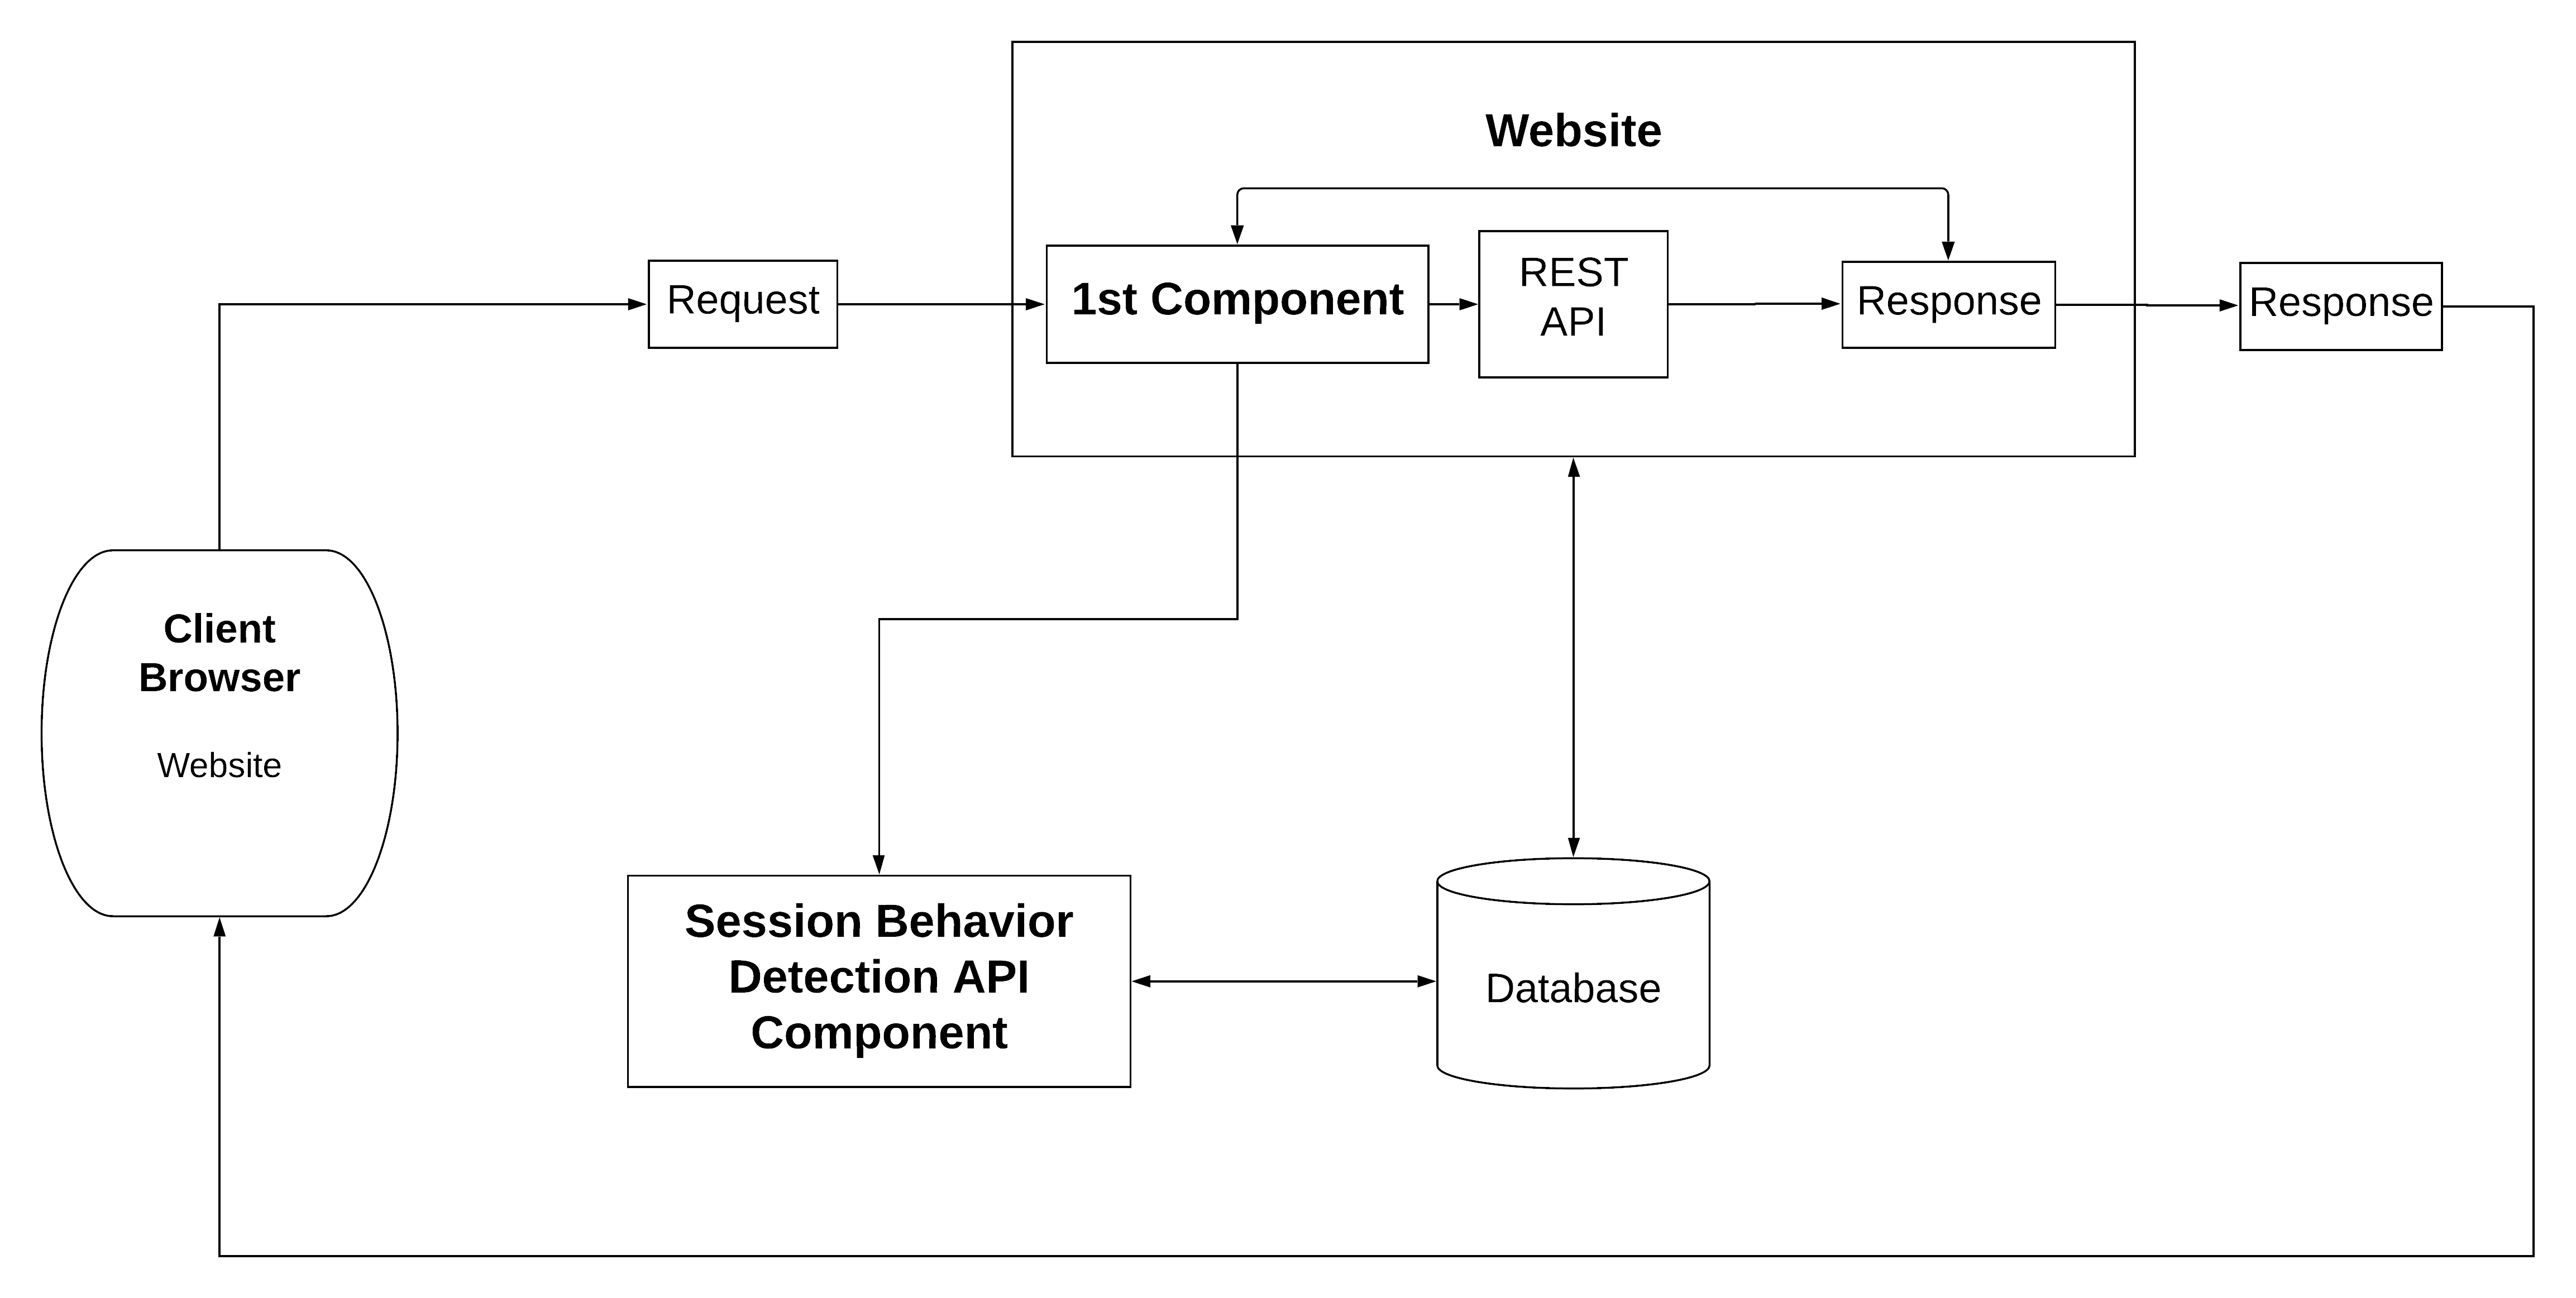 Website
Request
1st Component
REST
API
Response
Response
Client
Browser
Website
Session Behavior
Detection API
Component
Database